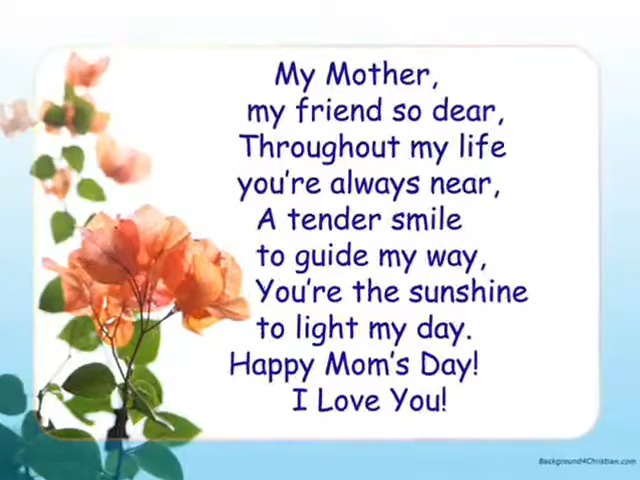 My Mother,
my friend so dear,
Throughout my life
you're always near,
A tender smile
to guide my way,
You're the sunshine
to light my day.
Happy Mom's Day!
I Love You!
Background4Christian.com